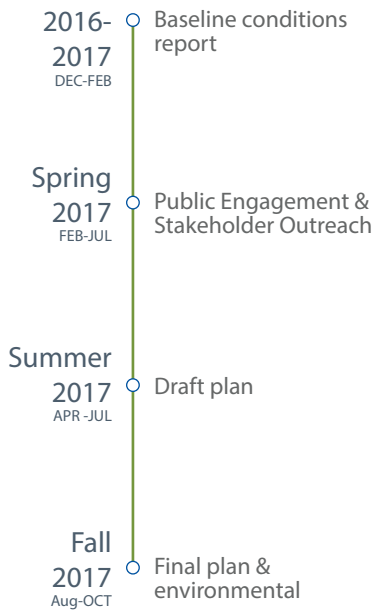 2016-
2017
DEC-FEB
Baseline conditions
report
Spring
2017
FEB-JUL
Public Engagement &
Stakeholder Outreach
Summer
2017
APR -JUL
Draft plan
Fall
2017
Aug-OCT
Final plan &
environmental